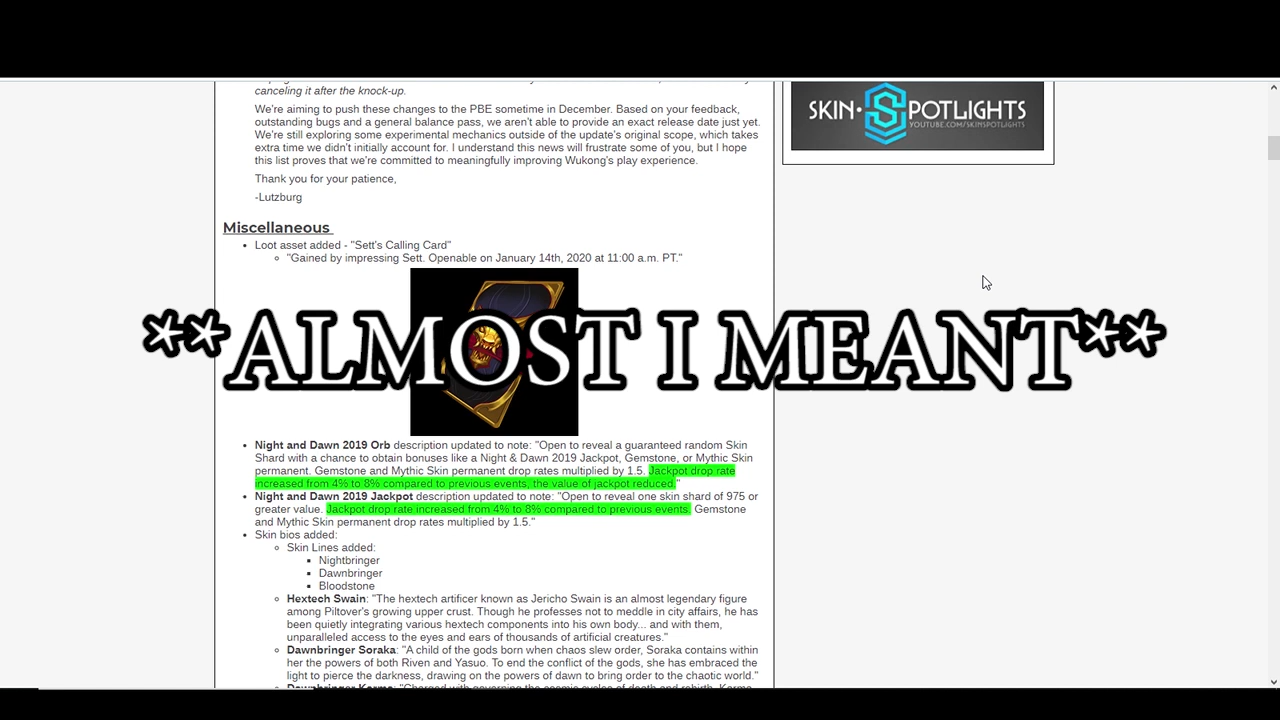 canceling it after the knock-up.
We're aiming to push these changes to the PBE sometime in December. Based on your feedback,
outstanding bugs and a general balance pass, we aren't able to provide an exact release date just yet.
We're still exploring some experimental mechanics outside of the update's original scope, which takes
extra time we didn't initially account for. I understand this news will frustrate some of you, but I hope
this list proves that we're committed to meaningfully improving Wukong's play experience.
Thank you for your patience,
-Lutzburg
SKIN·SPOTLIGHTS
YOUTUBE.COM/SKINSPOTLIGHTS
Miscellaneous
• Loot asset added - "Sett's Calling Card"
"Gained by impressing Sett. Openable on January 14th, 2020 at 11:00 a.m. PT."
**ALMOST I MEANT**
• Night and Dawn 2019 Orb description updated to note: "Open to reveal a guaranteed random Skin
Shard with a chance to obtain bonuses like a Night & Dawn 2019 Jackpot, Gemstone, or Mythic Skin
permanent. Gemstone and Mythic Skin permanent drop rates multiplied by 1.5. Jackpot drop rate
increased from 4% to 8% compared to previous events, the value of jackpot reduced."
• Night and Dawn 2019 Jackpot description updated to note: "Open to reveal one skin shard of 975 or
greater value. Jackpot drop rate increased from 4% to 8% compared to previous events. Gemstone
and Mythic Skin permanent drop rates multiplied by 1.5."
• Skin bios added:
Skin Lines added:
Nightbringer
Dawnbringer
Bloodstone
Hextech Swain: "The hextech artificer known as Jericho Swain is an almost legendary figure
among Piltover's growing upper crust. Though he professes not to meddle in city affairs, he has
been quietly integrating various hextech components into his own body... and with them,
unparalleled access to the eyes and ears of thousands of artificial creatures."
Dawnbringer Soraka: "A child of the gods born when chaos slew order, Soraka contains within
her the powers of both Riven and Yasuo. To end the conflict of the gods, she has embraced the
light to pierce the darkness, drawing on the powers of dawn to bring order to the chaotic world."